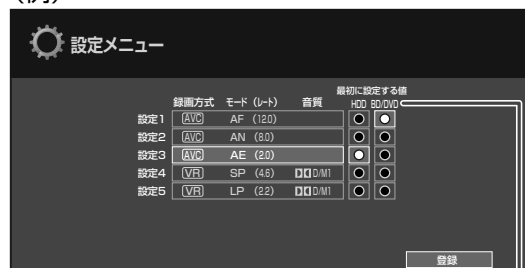 (例)
設定メニュー
最初に設定する値
録画方式 モード (レート) 音質 HDD BD/DVD
設定1 AVC AF (12.0)
設定2 AVC AN (8.0)
設定3 AVC AE (2.0)
設定4 VR SP (4.6) D/M1
設定5 VR LP (2.2) D/M1
登録